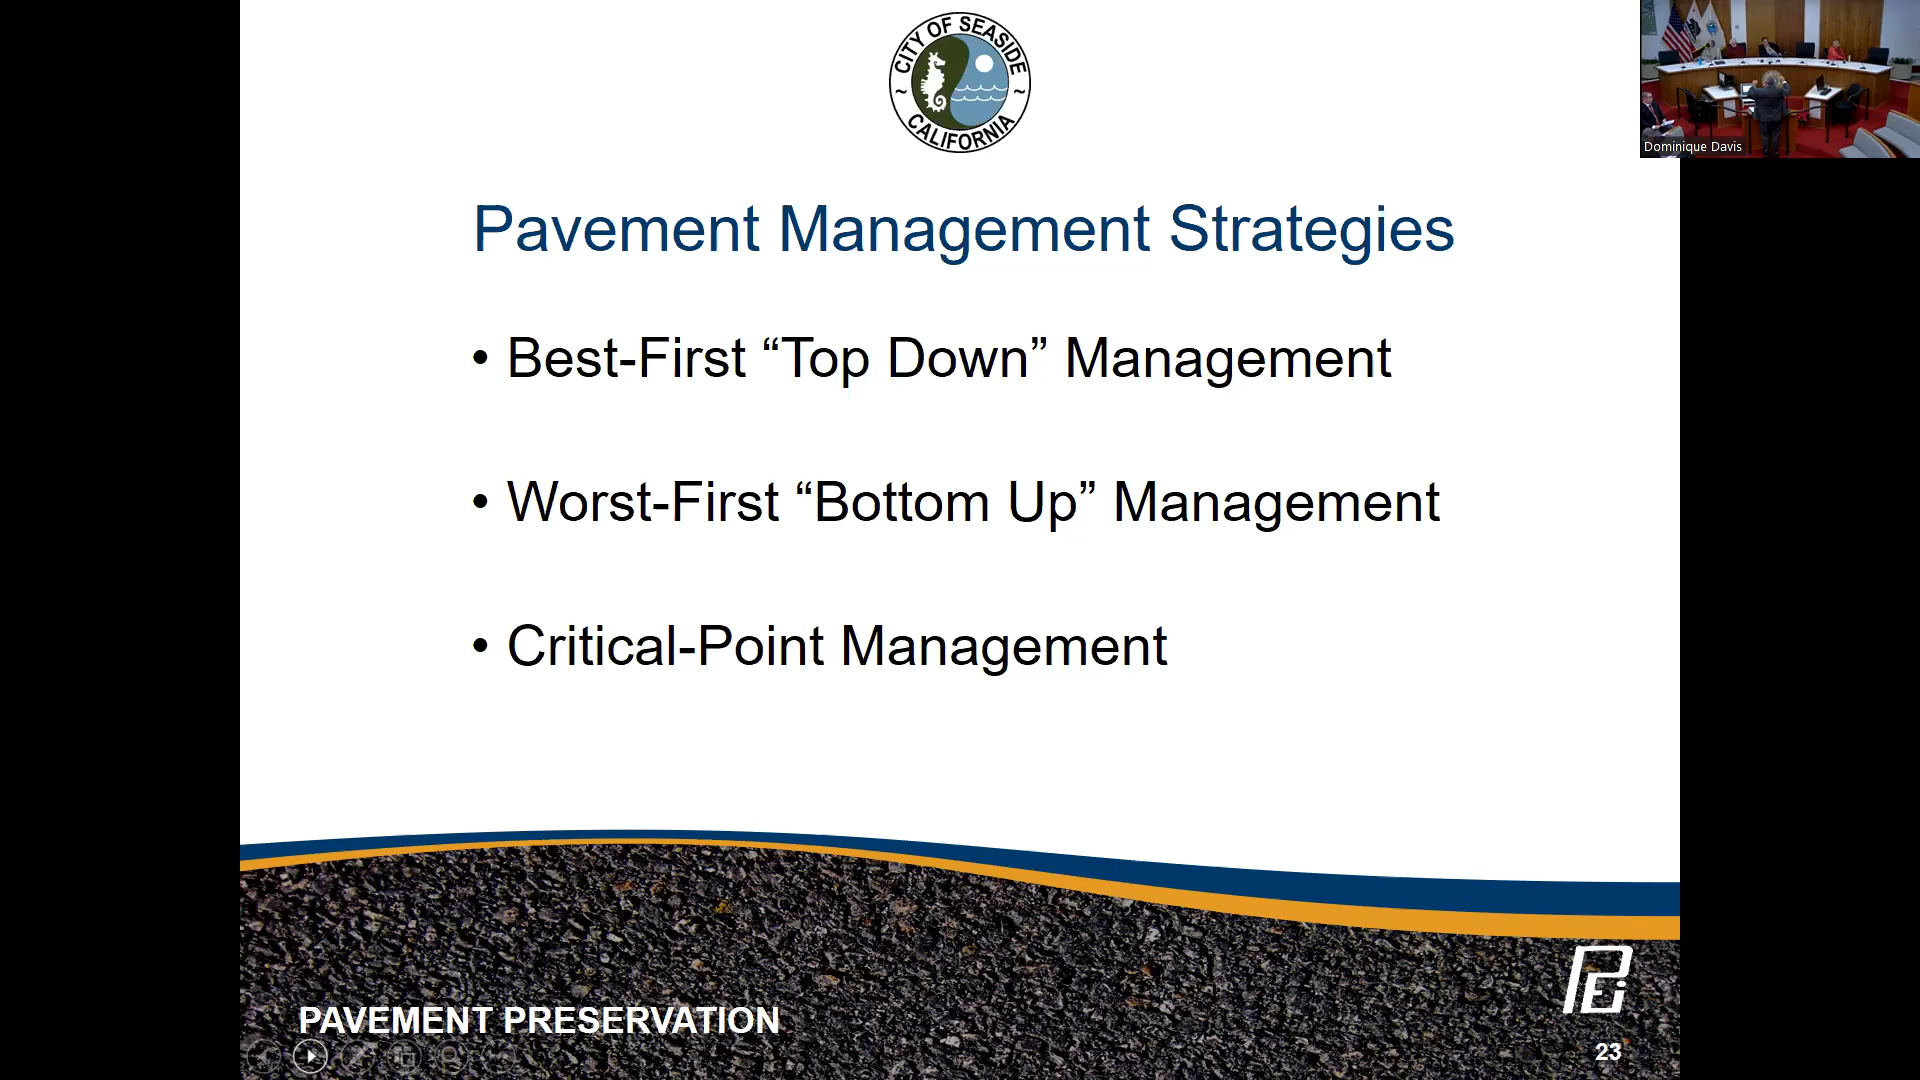 CITY OF SEASIDE
~ ~
CALIFORNIA
Dominique Davis
Pavement Management Strategies
• Best-First “Top Down” Management
• Worst-First “Bottom Up” Management
• Critical-Point Management
PEi
PAVEMENT PRESERVATION
23